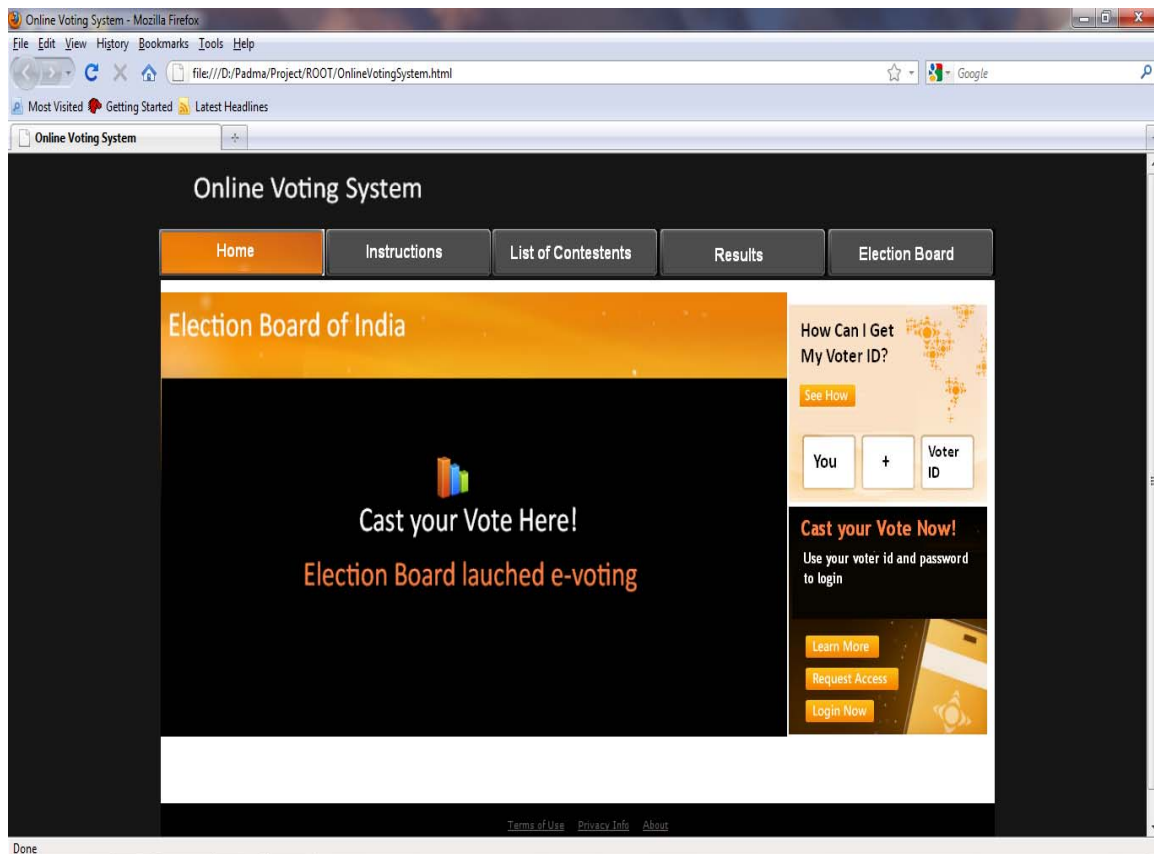 Online Voting System - Mozilla Firefox
File Edit View History Bookmarks Tools Help
file:///D:/Padma/Project/ROOT/OnlineVotingSystem.html
Google
Most Visited Getting Started Latest Headlines
Online Voting System
Online Voting System
Home Instructions List of Contestents Results Election Board
Election Board of India
Cast your Vote Here!
Election Board lauched e-voting
How Can I Get
My Voter ID?
See How
You + Voter
ID
Cast your Vote Now!
Use your voter id and password
to login
Learn More
Request Access
Login Now
Terms of Use Privacy Info About
Done